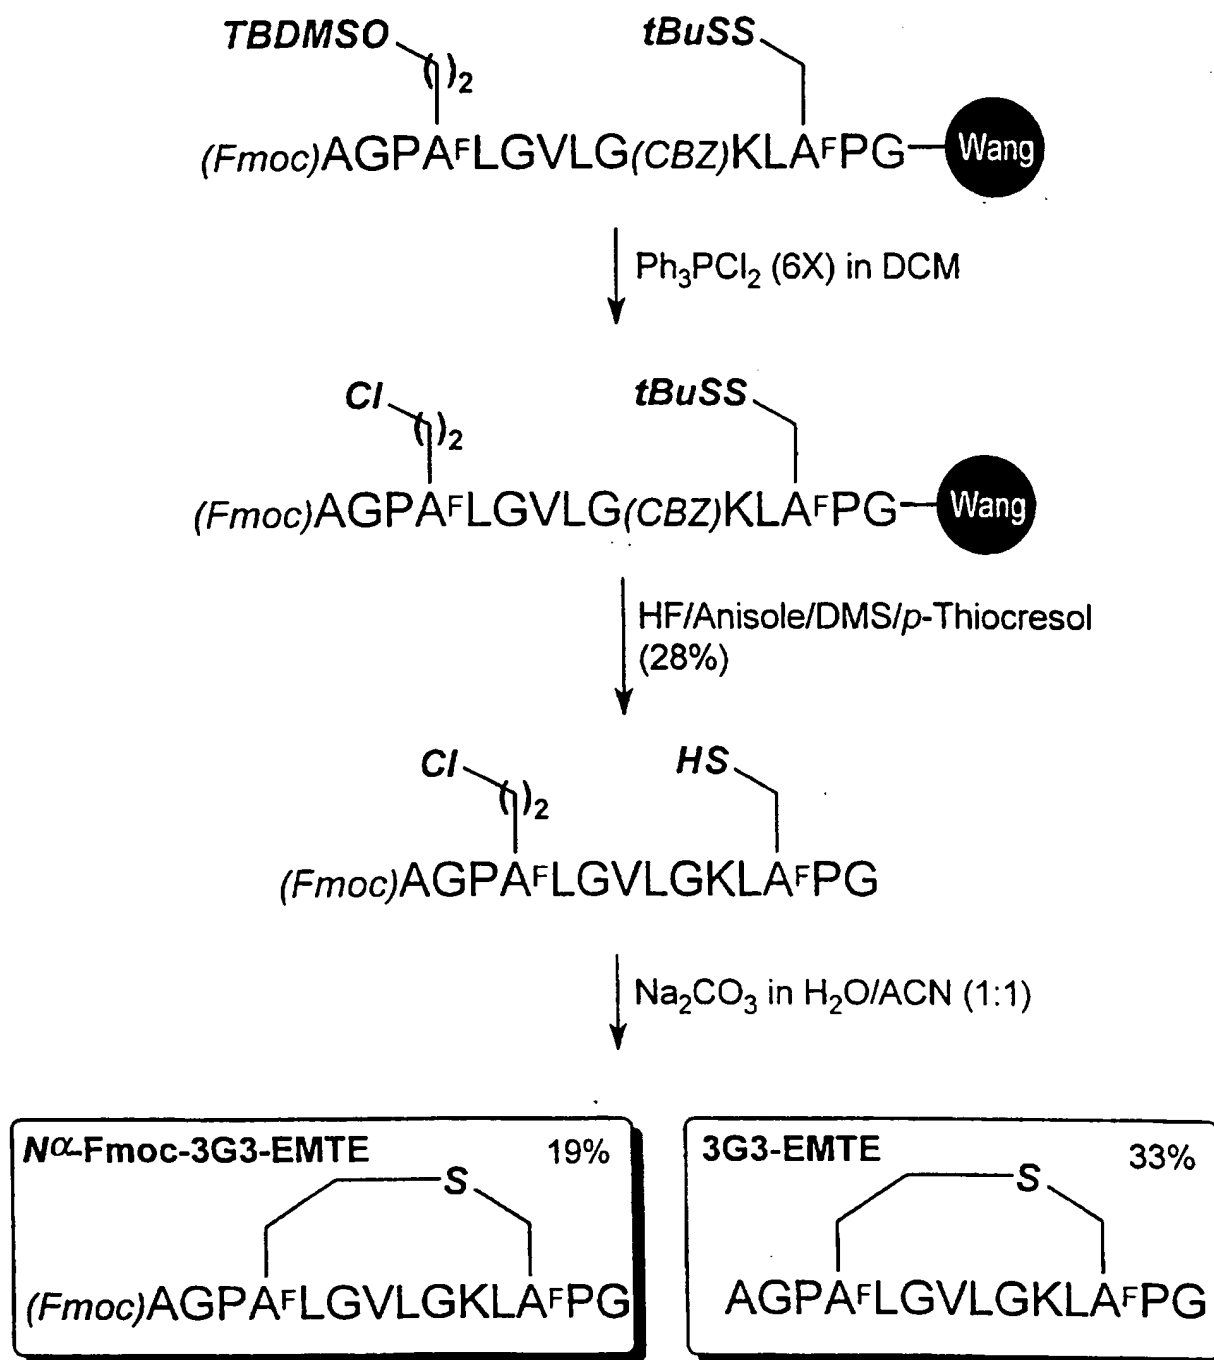 TBDMSO tBuSS
( )2
(Fmoc)AGPAFLGVLG(CBZ)KLAFPG Wang
Ph3PCl2 (6X) in DCM
Cl tBuSS
( )2
(Fmoc)AGPAFLGVLG(CBZ)KLAFPG Wang
HF/Anisole/DMS/p-Thiocresol
(28%)
Cl HS
( )2
(Fmoc)AGPAFLGVLGKLAFPG
Na2CO3 in H2O/ACN (1:1)
Nα-Fmoc-3G3-EMTE 19%
S
(Fmoc)AGPAFLGVLGKLAFPG
3G3-EMTE 33%
S
AGPAFLGVLGKLAFPG